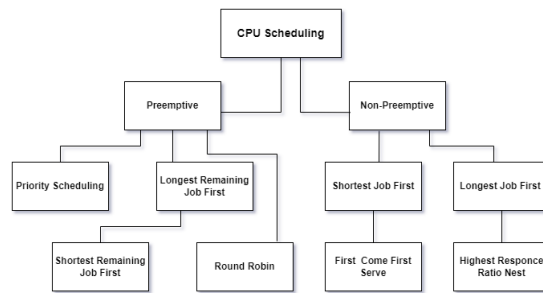 CPU Scheduling
Preemptive
Non-Preemptive
Priority Scheduling
Longest Remaining
Job First
Shortest Job First
Longest Job First
Shortest Remaining
Job First
Round Robin
First Come First
Serve
Highest Responce
Ratio Nest